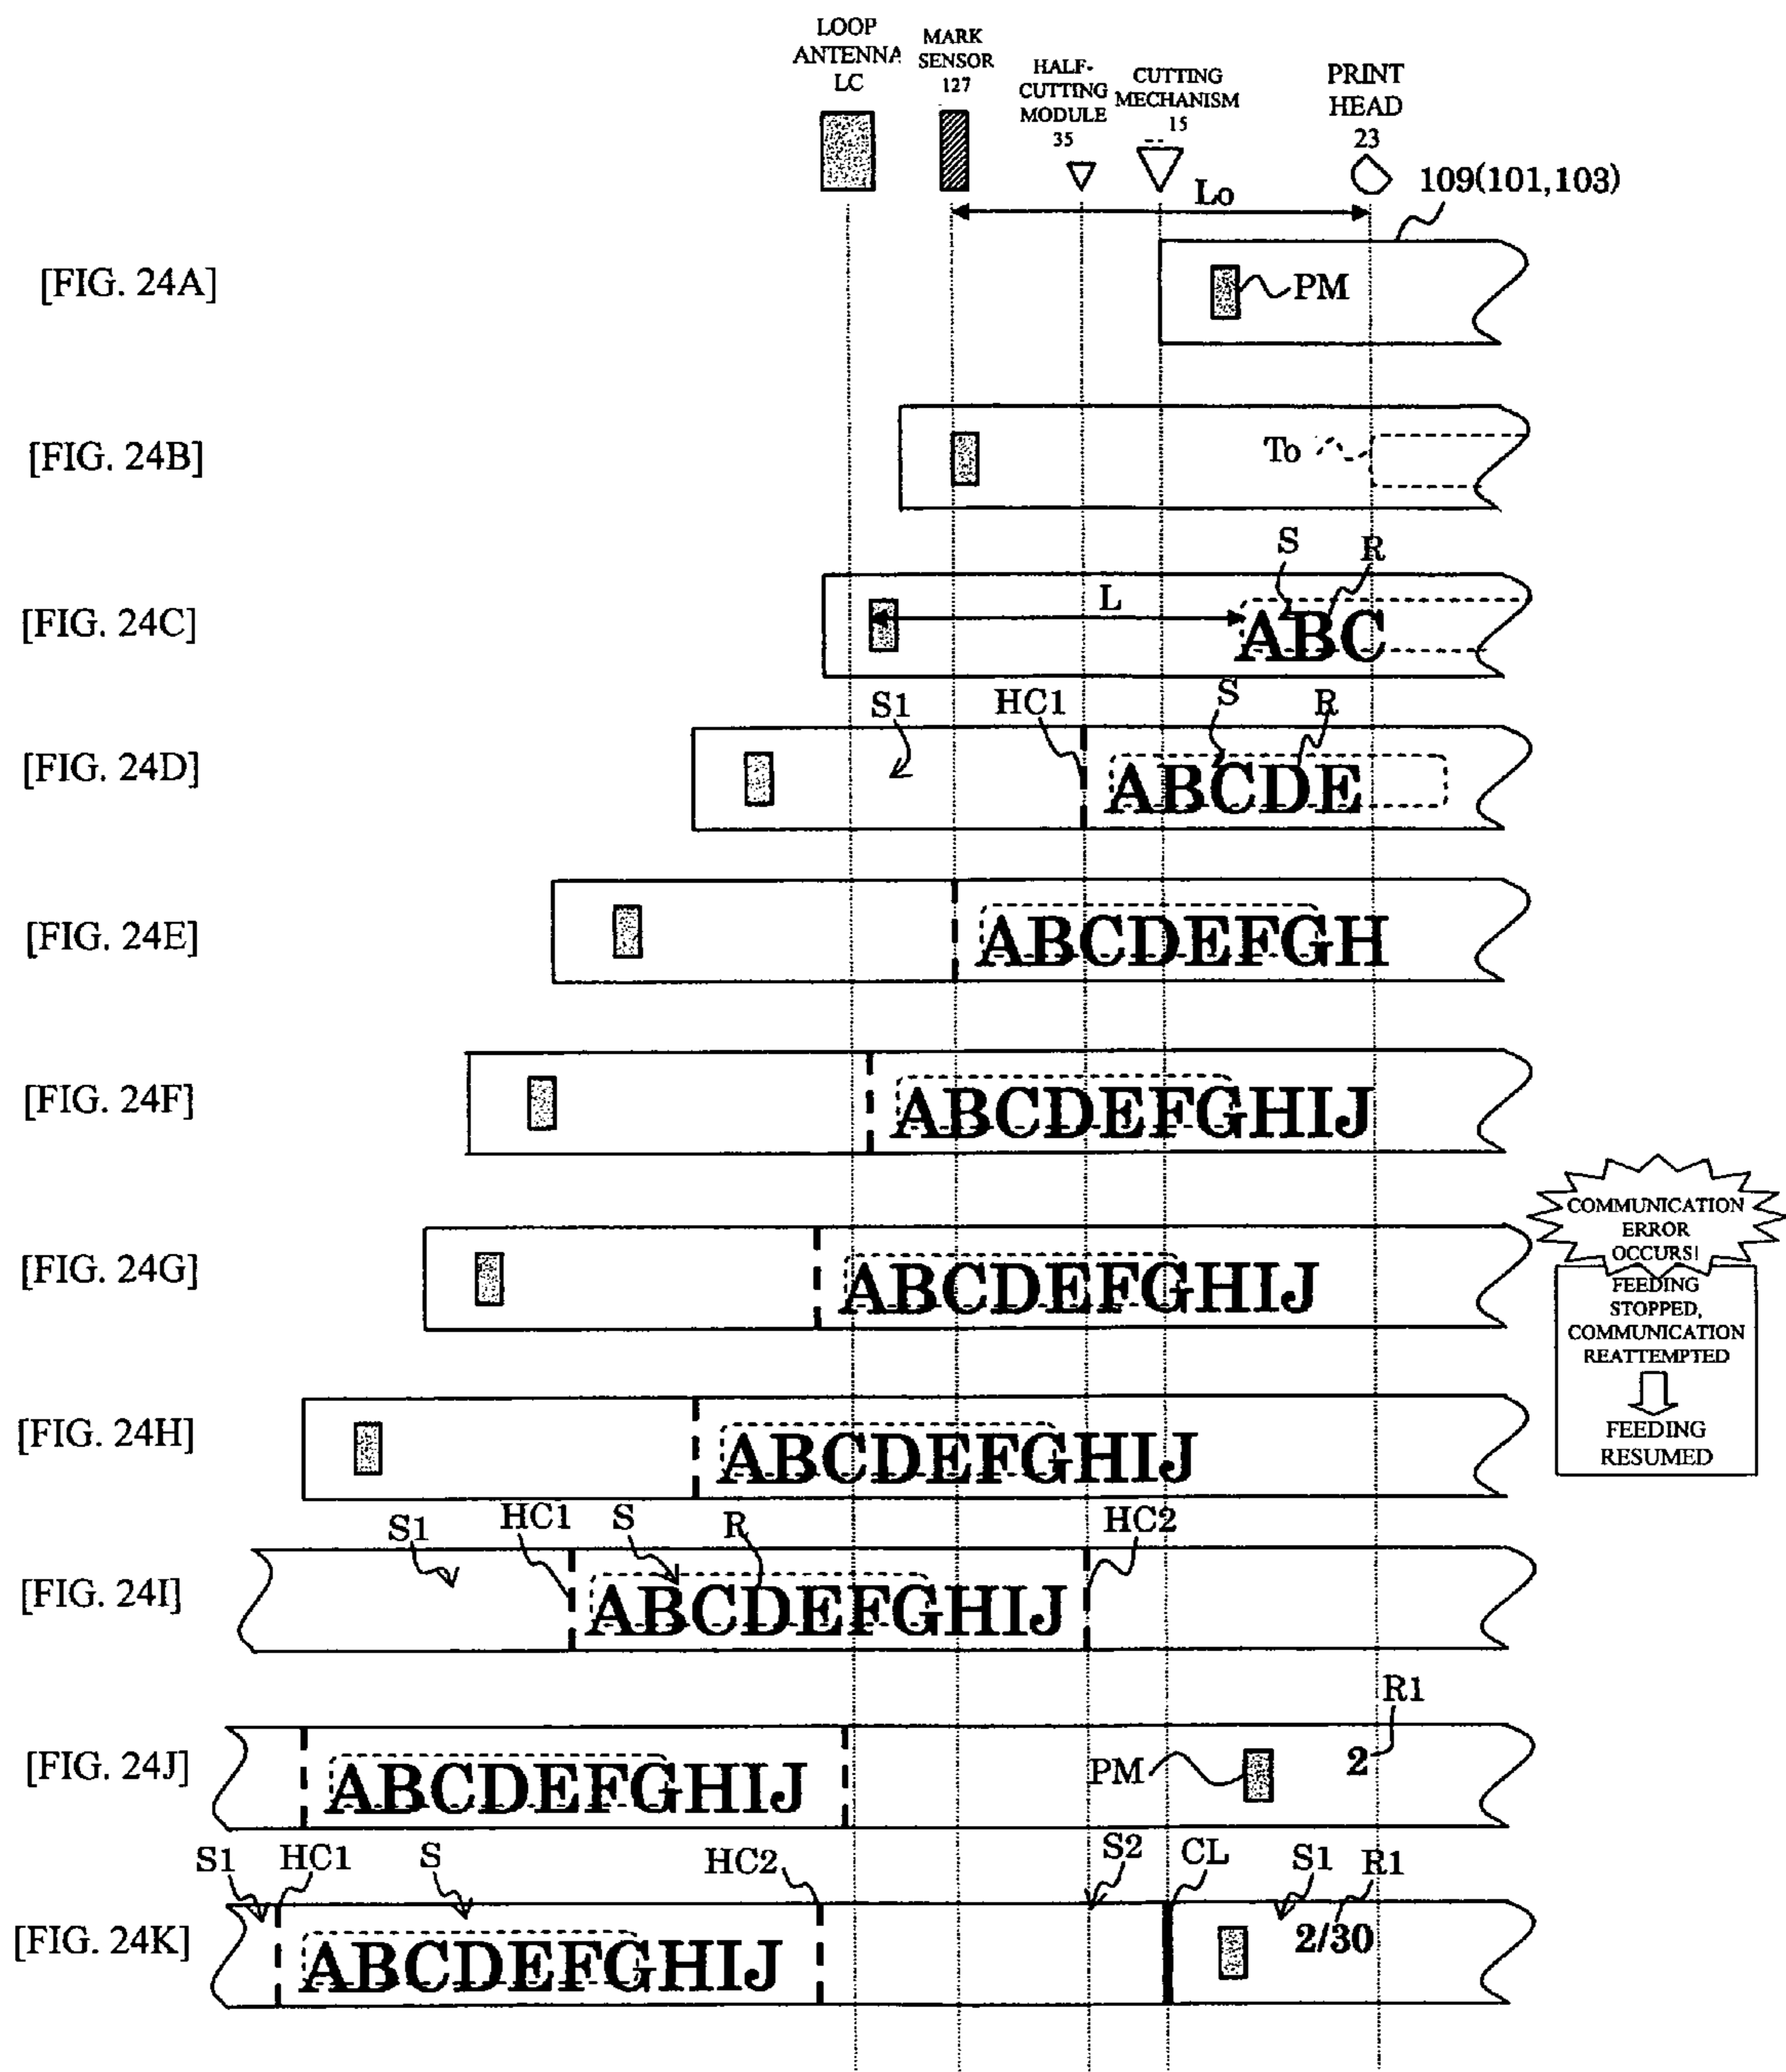 LOOP
ANTENNA
LC
MARK
SENSOR
127
HALF-
CUTTING
MODULE
35
CUTTING
MECHANISM
15
PRINT
HEAD
23
Lo
109(101,103)
[FIG. 24A]
PM
[FIG. 24B]
To
[FIG. 24C]
L
S
R
ABC
[FIG. 24D]
S1
HC1
S
R
ABCDE
[FIG. 24E]
ABCDEFGH
[FIG. 24F]
ABCDEFGHIJ
[FIG. 24G]
ABCDEFGHIJ
COMMUNICATION
ERROR
OCCURS!
FEEDING
STOPPED,
COMMUNICATION
REATTEMPTED
FEEDING
RESUMED
[FIG. 24H]
ABCDEFGHIJ
[FIG. 24I]
S1
HC1
S
R
HC2
ABCDEFGHIJ
[FIG. 24J]
ABCDEFGHIJ
PM
2
R1
[FIG. 24K]
S1
HC1
S
HC2
S2
CL
S1
R1
ABCDEFGHIJ
2/30